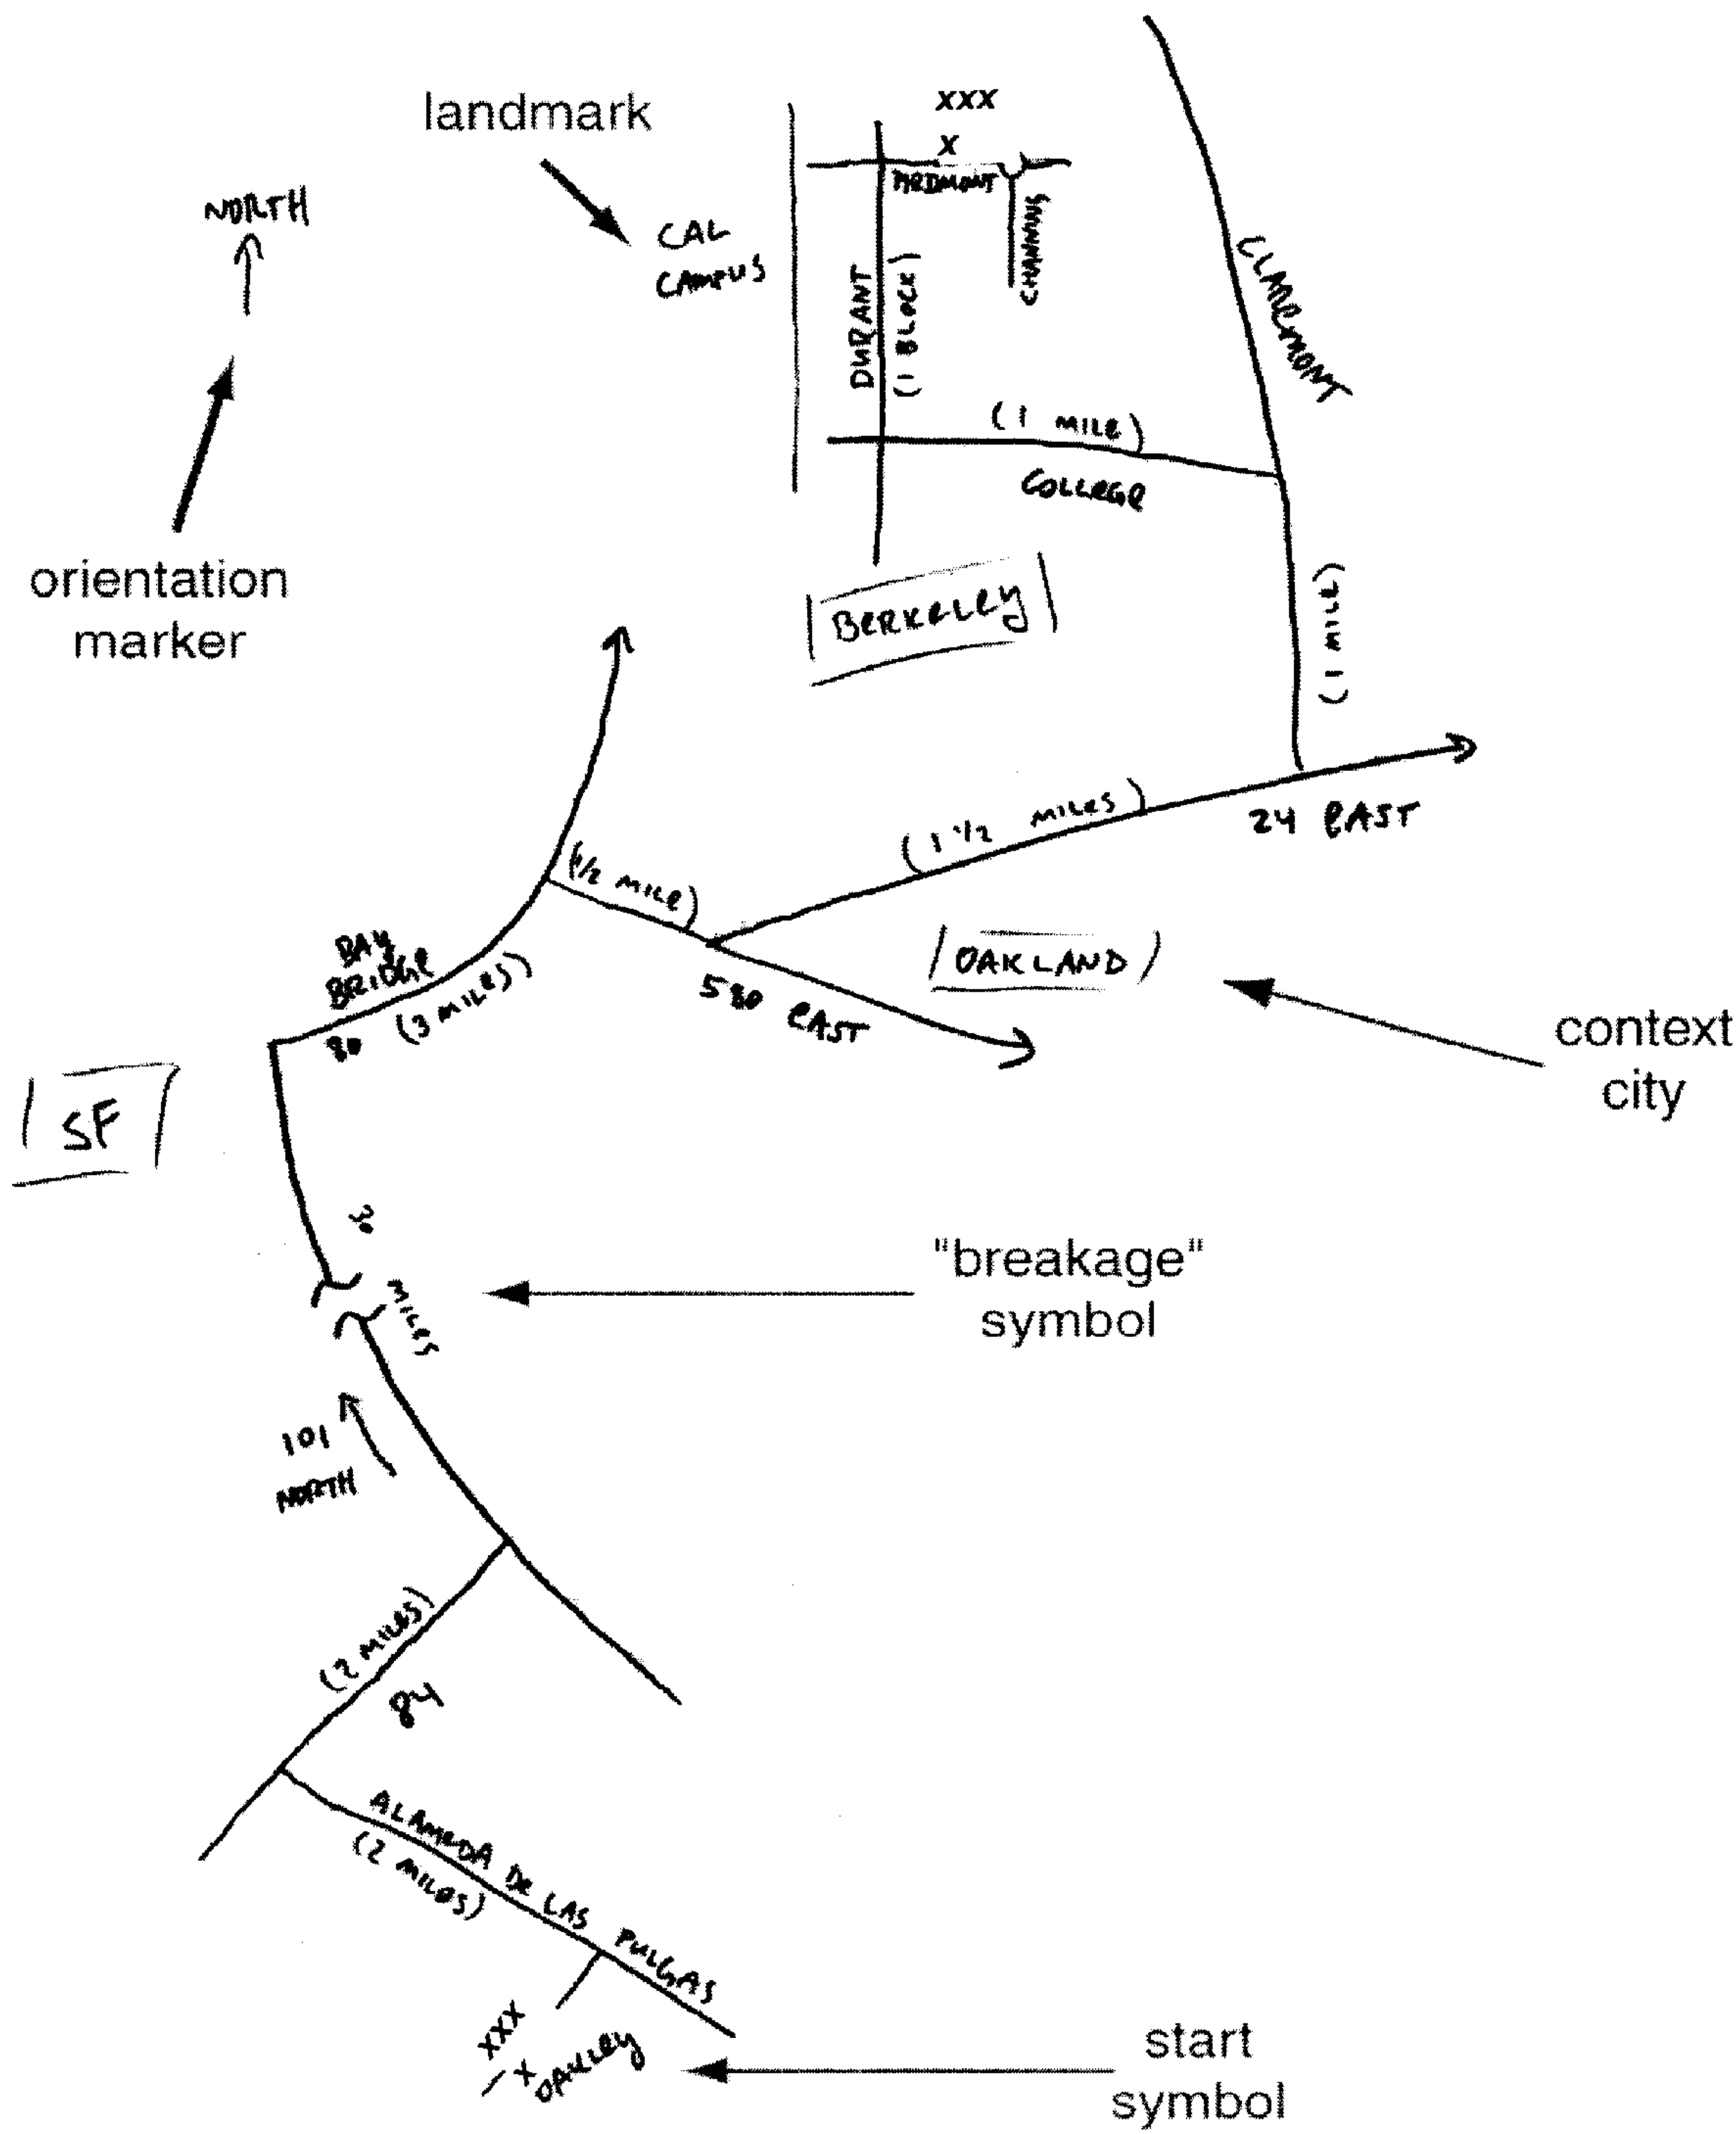 landmark
XXX
X
PIEDMONT
CHANNING
NORTH
CAL
CAMPUS
DURANT
(1 BLOCK)
CLAREMONT
(1 MILE)
COLLEGE
orientation
marker
BERKELEY
(1 MILE)
(1 1/2 MILES)
24 EAST
(1/2 MILE)
BAY
BRIDGE
80
(3 MILES)
580 EAST
OAKLAND
context
city
SF
30
MILES
"breakage"
symbol
101
NORTH
(2 MILES)
84
ALAMEDA DE LAS PULGAS
(2 MILES)
XXX
X
OAKLEY
start
symbol